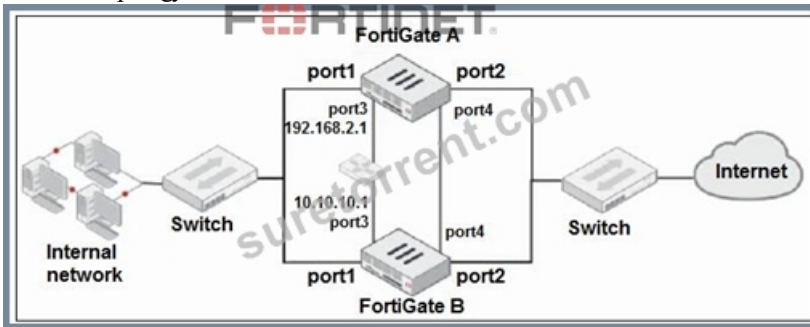 FORTINET
FortiGate A
port1
port2
port3
192.168.2.1
port4
Internet
10.10.10.1
port3
port4
Switch
Switch
Internal
network
port1
port2
FortiGate B
suretorrent.com